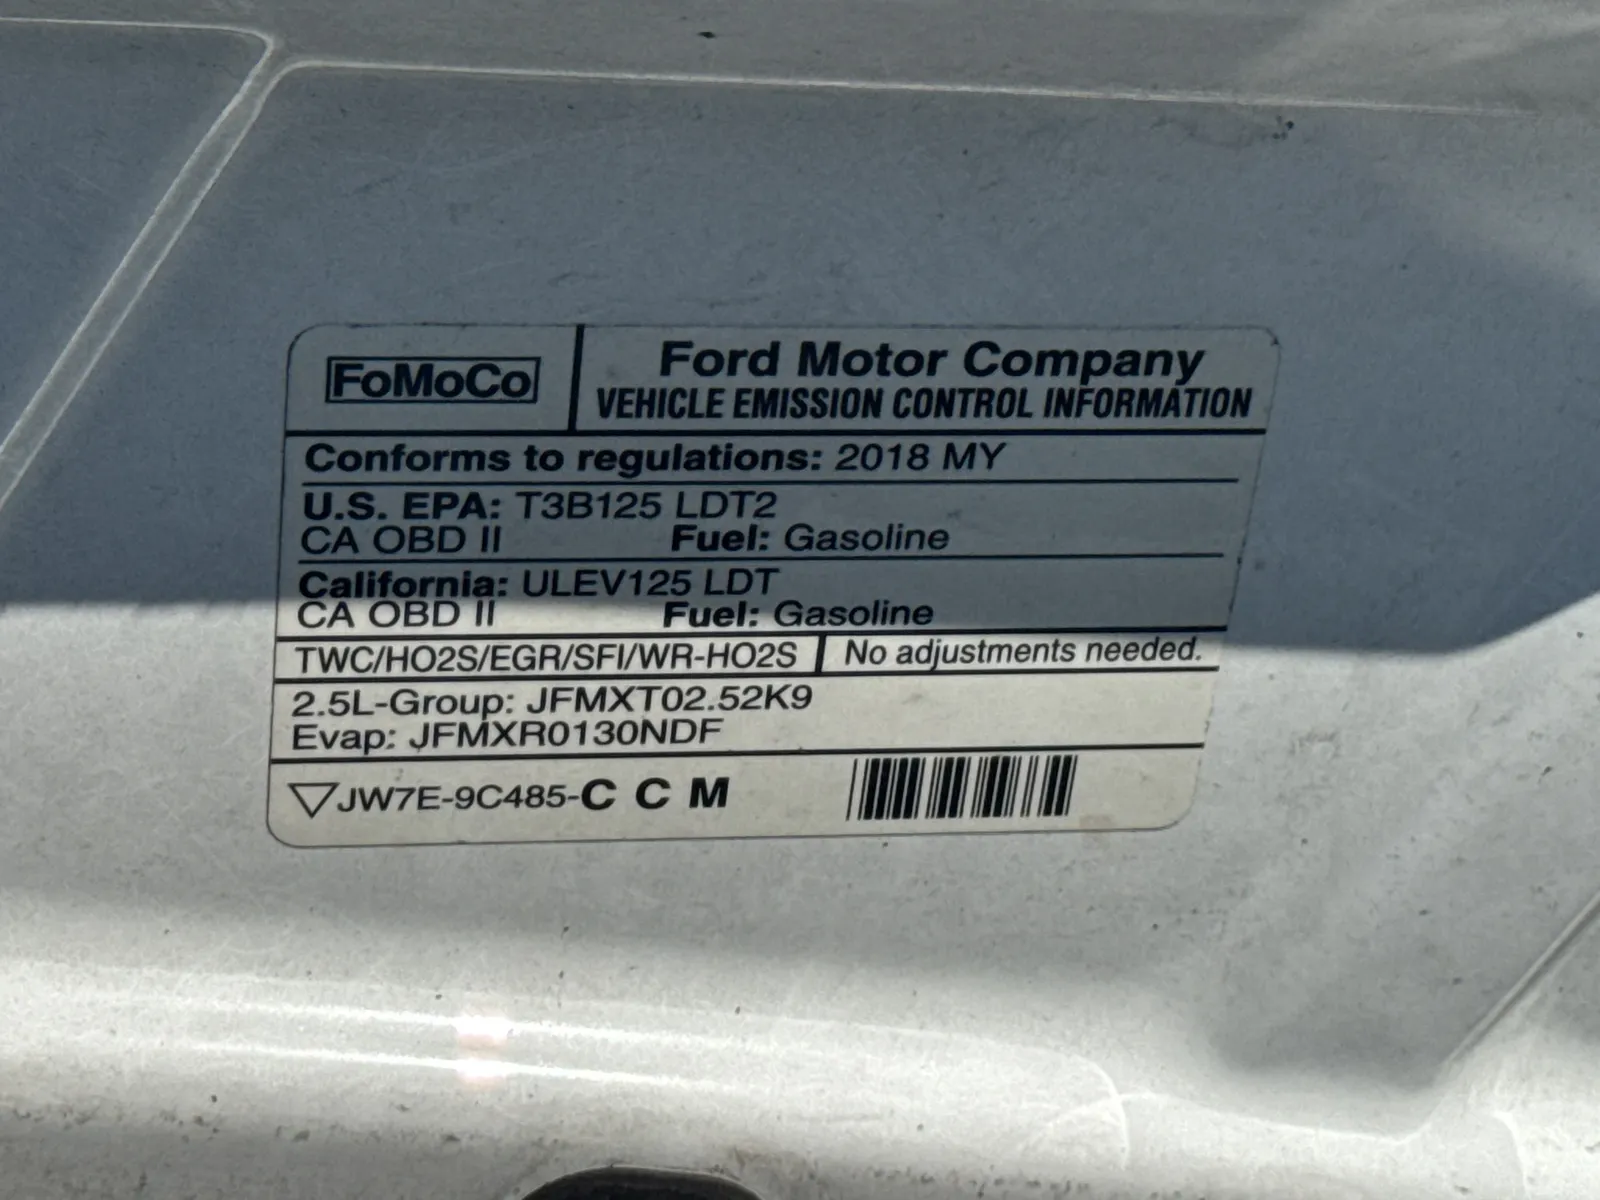 FoMoCo
Ford Motor Company
VEHICLE EMISSION CONTROL INFORMATION
Conforms to regulations: 2018 MY
U.S. EPA: T3B125 LDT2
CA OBD II Fuel: Gasoline
California: ULEV125 LDT
CA OBD II Fuel: Gasoline
TWC/HO2S/EGR/SFI/WR-HO2S No adjustments needed.
2.5L-Group: JFMXT02.52K9
Evap: JFMXR0130NDF
JW7E-9C485-C C M